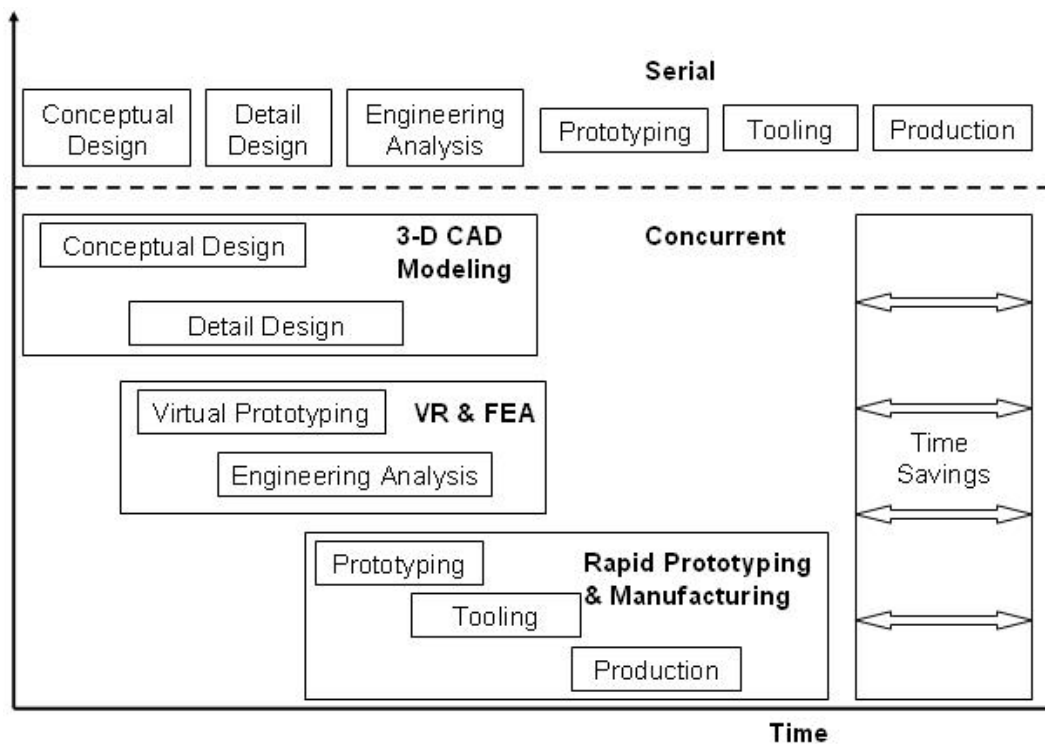 Serial
Conceptual
Design
Detail
Design
Engineering
Analysis
Prototyping
Tooling
Production
Conceptual Design
3-D CAD
Modeling
Detail Design
Concurrent
Virtual Prototyping
VR & FEA
Engineering Analysis
Time
Savings
Prototyping
Rapid Prototyping
& Manufacturing
Tooling
Production
Time